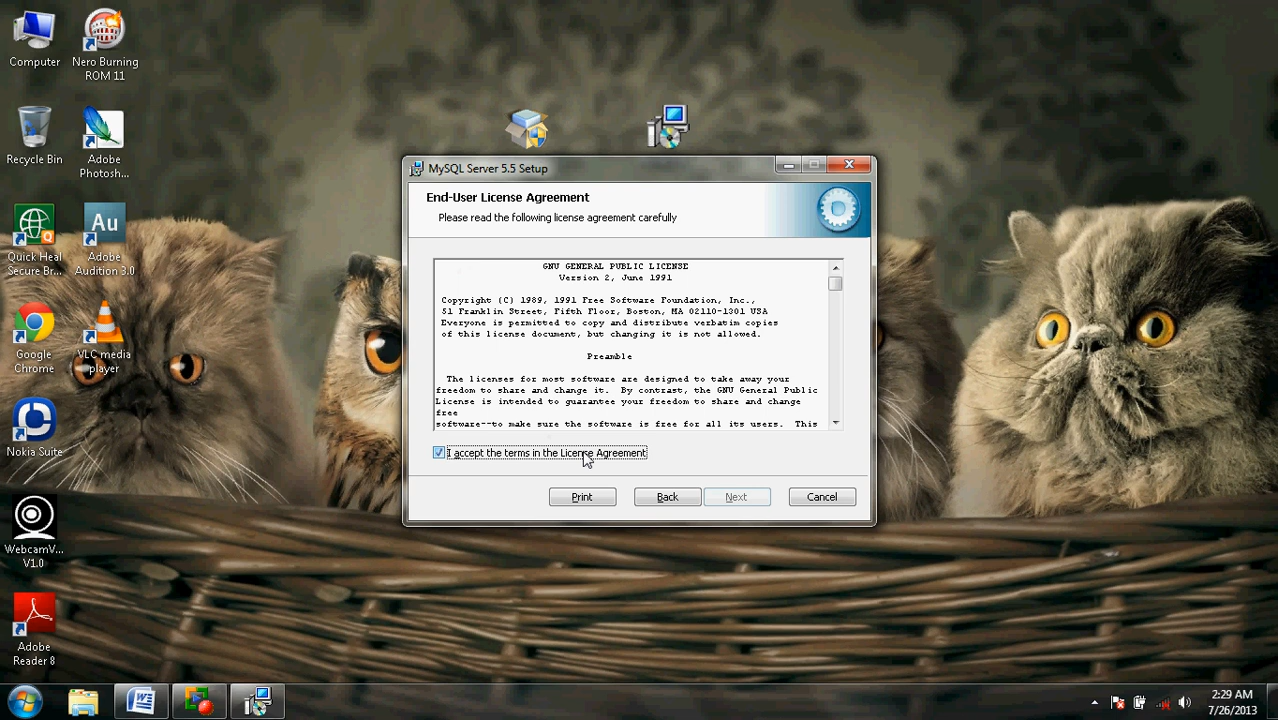 Computer
Nero Burning
ROM 11
Recycle Bin
Adobe
Photosh...
Quick Heal
Secure Br...
Au
Adobe
Audition 3.0
Google
Chrome
VLC media
player
Nokia Suite
WebcamV...
V1.0
Adobe
Reader 8
MySQL Server 5.5 Setup
End-User License Agreement
Please read the following license agreement carefully
GNU GENERAL PUBLIC LICENSE
Version 2, June 1991
Copyright (C) 1989, 1991 Free Software Foundation, Inc.,
51 Franklin Street, Fifth Floor, Boston, MA 02110-1301 USA
Everyone is permitted to copy and distribute verbatim copies
of this license document, but changing it is not allowed.
Preamble
The licenses for most software are designed to take away your
freedom to share and change it. By contrast, the GNU General Public
License is intended to guarantee your freedom to share and change
free
software--to make sure the software is free for all its users. This
I accept the terms in the License Agreement
Print
Back
Next
Cancel
2:29 AM
7/26/2013